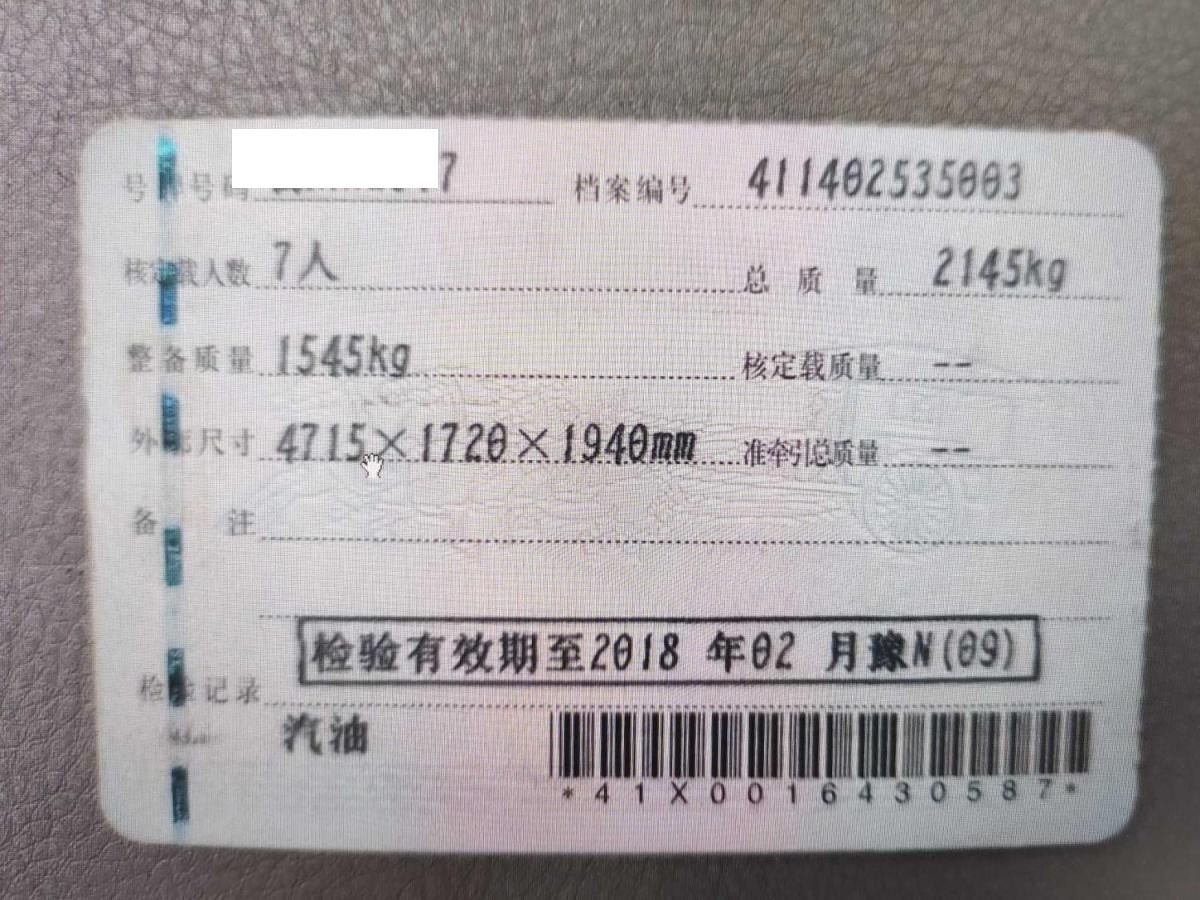 号牌号码 7 档案编号 411402535003
核定载人数 7人 总质量 2145kg
整备质量 1545kg 核定载质量 --
外廓尺寸 4715×1720×1940mm 准牵引总质量 --
备注
检验有效期至2018 年02 月豫N(09)
检验记录
汽油
*41X0016430587*